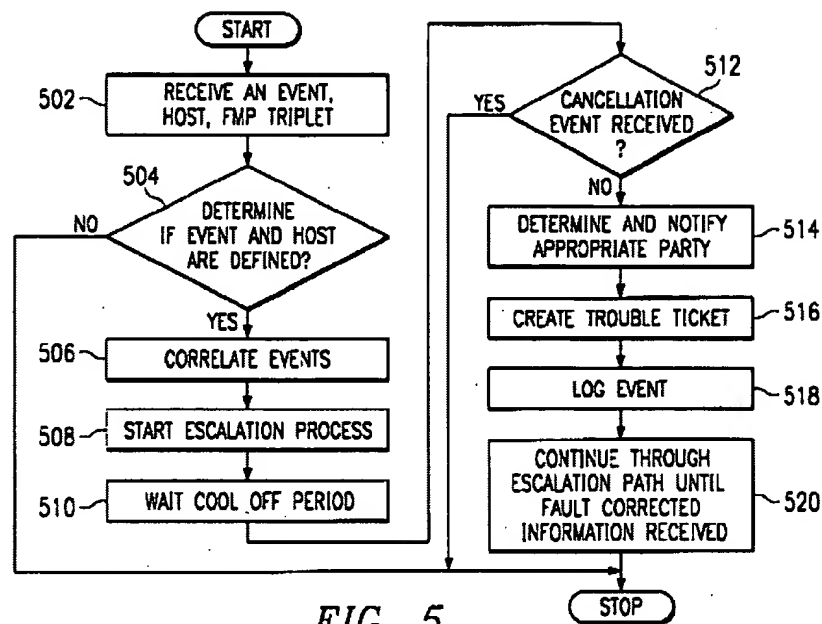 START
502
RECEIVE AN EVENT,
HOST, FMP TRIPLET
504
NO
DETERMINE
IF EVENT AND HOST
ARE DEFINED?
YES
506
CORRELATE EVENTS
508
START ESCALATION PROCESS
510
WAIT COOL OFF PERIOD
512
YES
CANCELLATION
EVENT RECEIVED
?
NO
DETERMINE AND NOTIFY
APPROPRIATE PARTY
514
CREATE TROUBLE TICKET
516
LOG EVENT
518
CONTINUE THROUGH
ESCALATION PATH UNTIL
FAULT CORRECTED
INFORMATION RECEIVED
520
STOP
FIG. 5